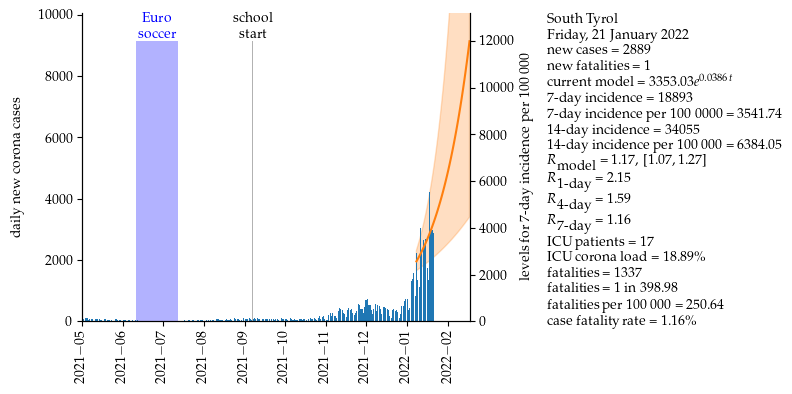 Euro
soccer
school
start
10000
8000
6000
4000
2000
0
daily new corona cases
12000
10000
8000
6000
4000
2000
0
levels for 7-day incidence per 100 000
2021−05
2021−06
2021−07
2021−08
2021−09
2021−10
2021−11
2021−12
2022−01
2022−02
South Tyrol
Friday, 21 January 2022
new cases = 2889
new fatalities = 1
current model = 3353.03e^0.0386 t
7-day incidence = 18893
7-day incidence per 100 0000 = 3541.74
14-day incidence = 34055
14-day incidence per 100 000 = 6384.05
R_model = 1.17, [1.07, 1.27]
R_1-day = 2.15
R_4-day = 1.59
R_7-day = 1.16
ICU patients = 17
ICU corona load = 18.89%
fatalities = 1337
fatalities = 1 in 398.98
fatalities per 100 000 = 250.64
case fatality rate = 1.16%